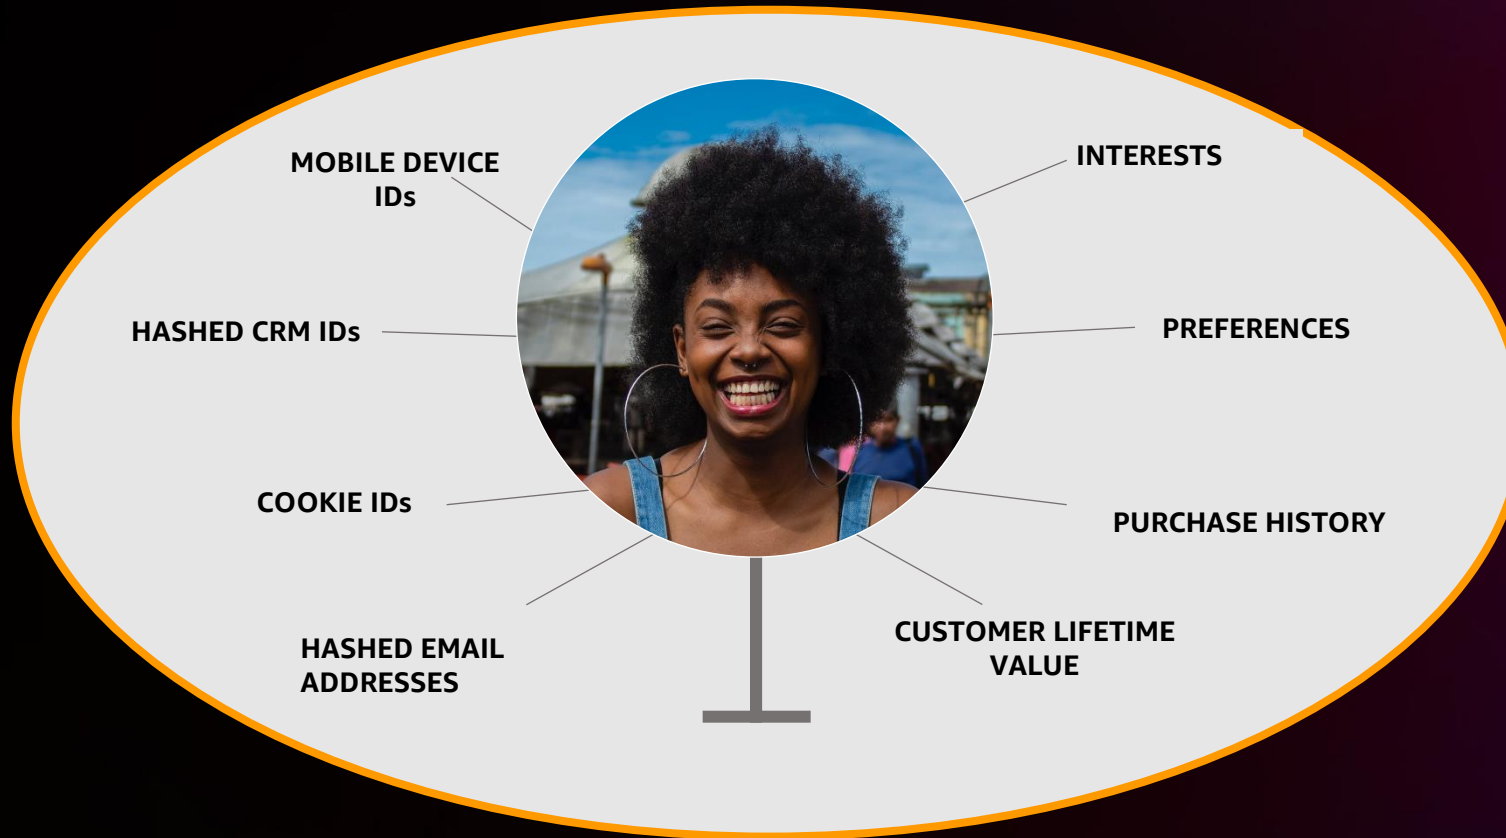 MOBILE DEVICE
IDs
HASHED CRM IDs
COOKIE IDs
HASHED EMAIL
ADDRESSES
INTERESTS
PREFERENCES
PURCHASE HISTORY
CUSTOMER LIFETIME
VALUE